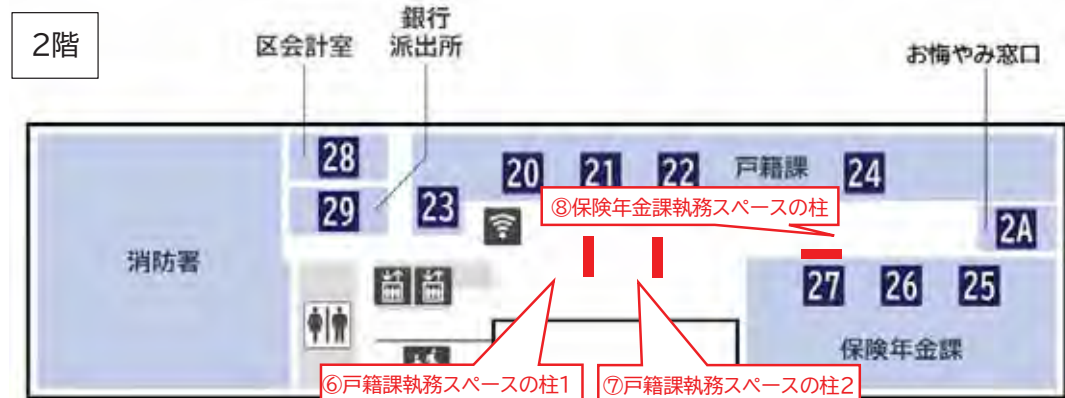 2階
区会計室
銀行
派出所
お悔やみ窓口
28
20
21
22
戸籍課
24
29
23
⑧保険年金課執務スペースの柱
2A
消防署
27
26
25
保険年金課
⑥戸籍課執務スペースの柱1
⑦戸籍課執務スペースの柱2